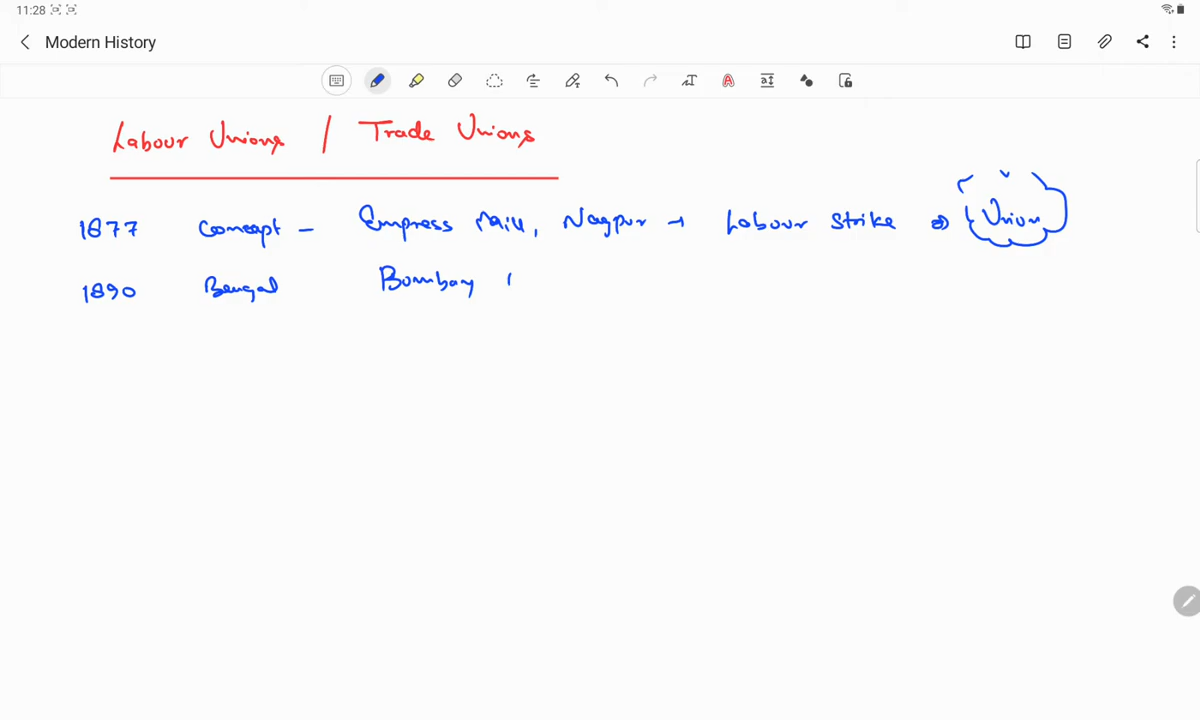 11:28
Modern History
Labour Unions / Trade Unions
1877 Concept - Empress Mill, Nagpur → Labour Strike ⇒ Union
1890 Bengal Bombay